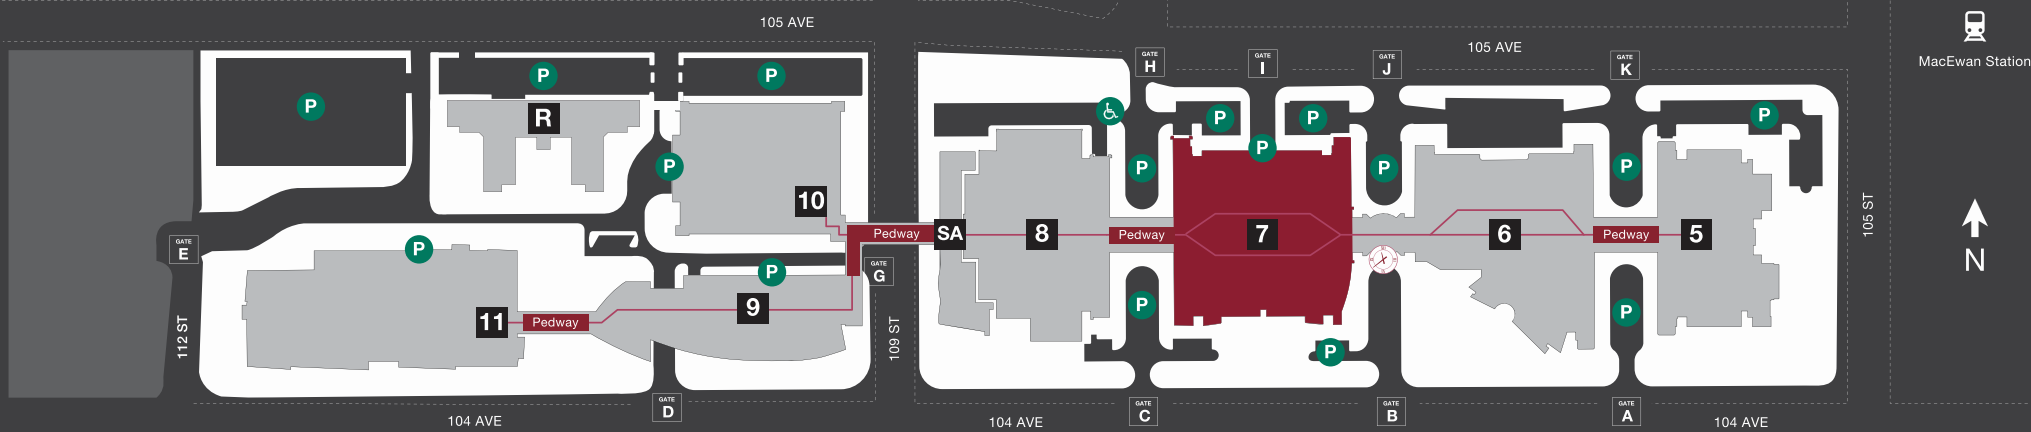 105 AVE
105 AVE
MacEwan Station
GATE
H
GATE
I
GATE
J
GATE
K
P
P
P
P
P
P
P
R
P
P
P
P
P
10
Pedway
SA
8
Pedway
7
6
Pedway
5
105 ST
N
GATE
E
P
P
GATE
G
9
11
Pedway
P
P
P
112 ST
109 ST
GATE
D
GATE
C
GATE
B
GATE
A
104 AVE
104 AVE
104 AVE